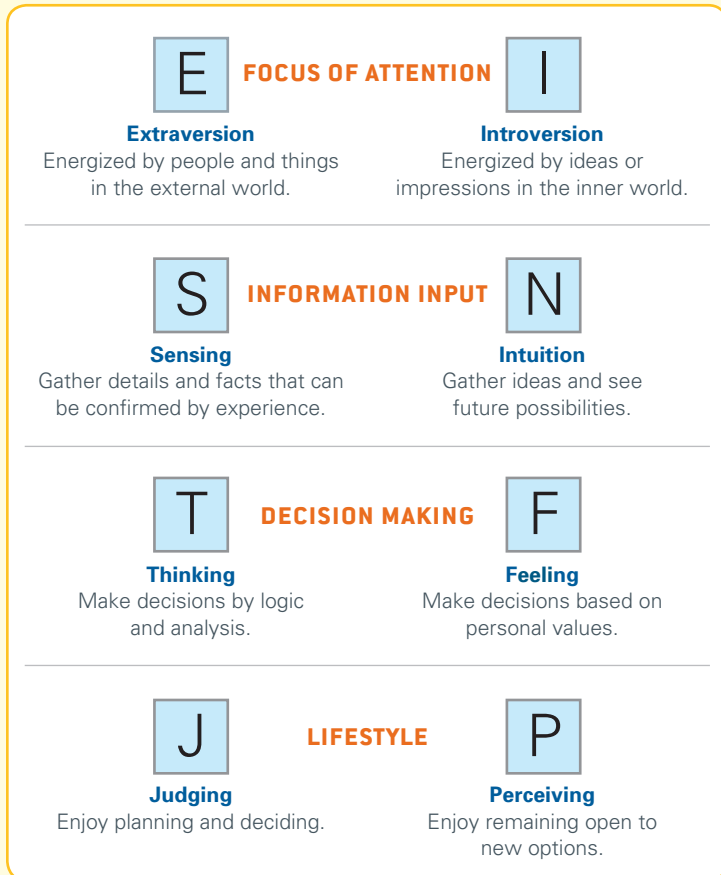 E FOCUS OF ATTENTION I
Extraversion
Energized by people and things
in the external world.
Introversion
Energized by ideas or
impressions in the inner world.
S INFORMATION INPUT N
Sensing
Gather details and facts that can
be confirmed by experience.
Intuition
Gather ideas and see
future possibilities.
T DECISION MAKING F
Thinking
Make decisions by logic
and analysis.
Feeling
Make decisions based on
personal values.
J LIFESTYLE P
Judging
Enjoy planning and deciding.
Perceiving
Enjoy remaining open to
new options.